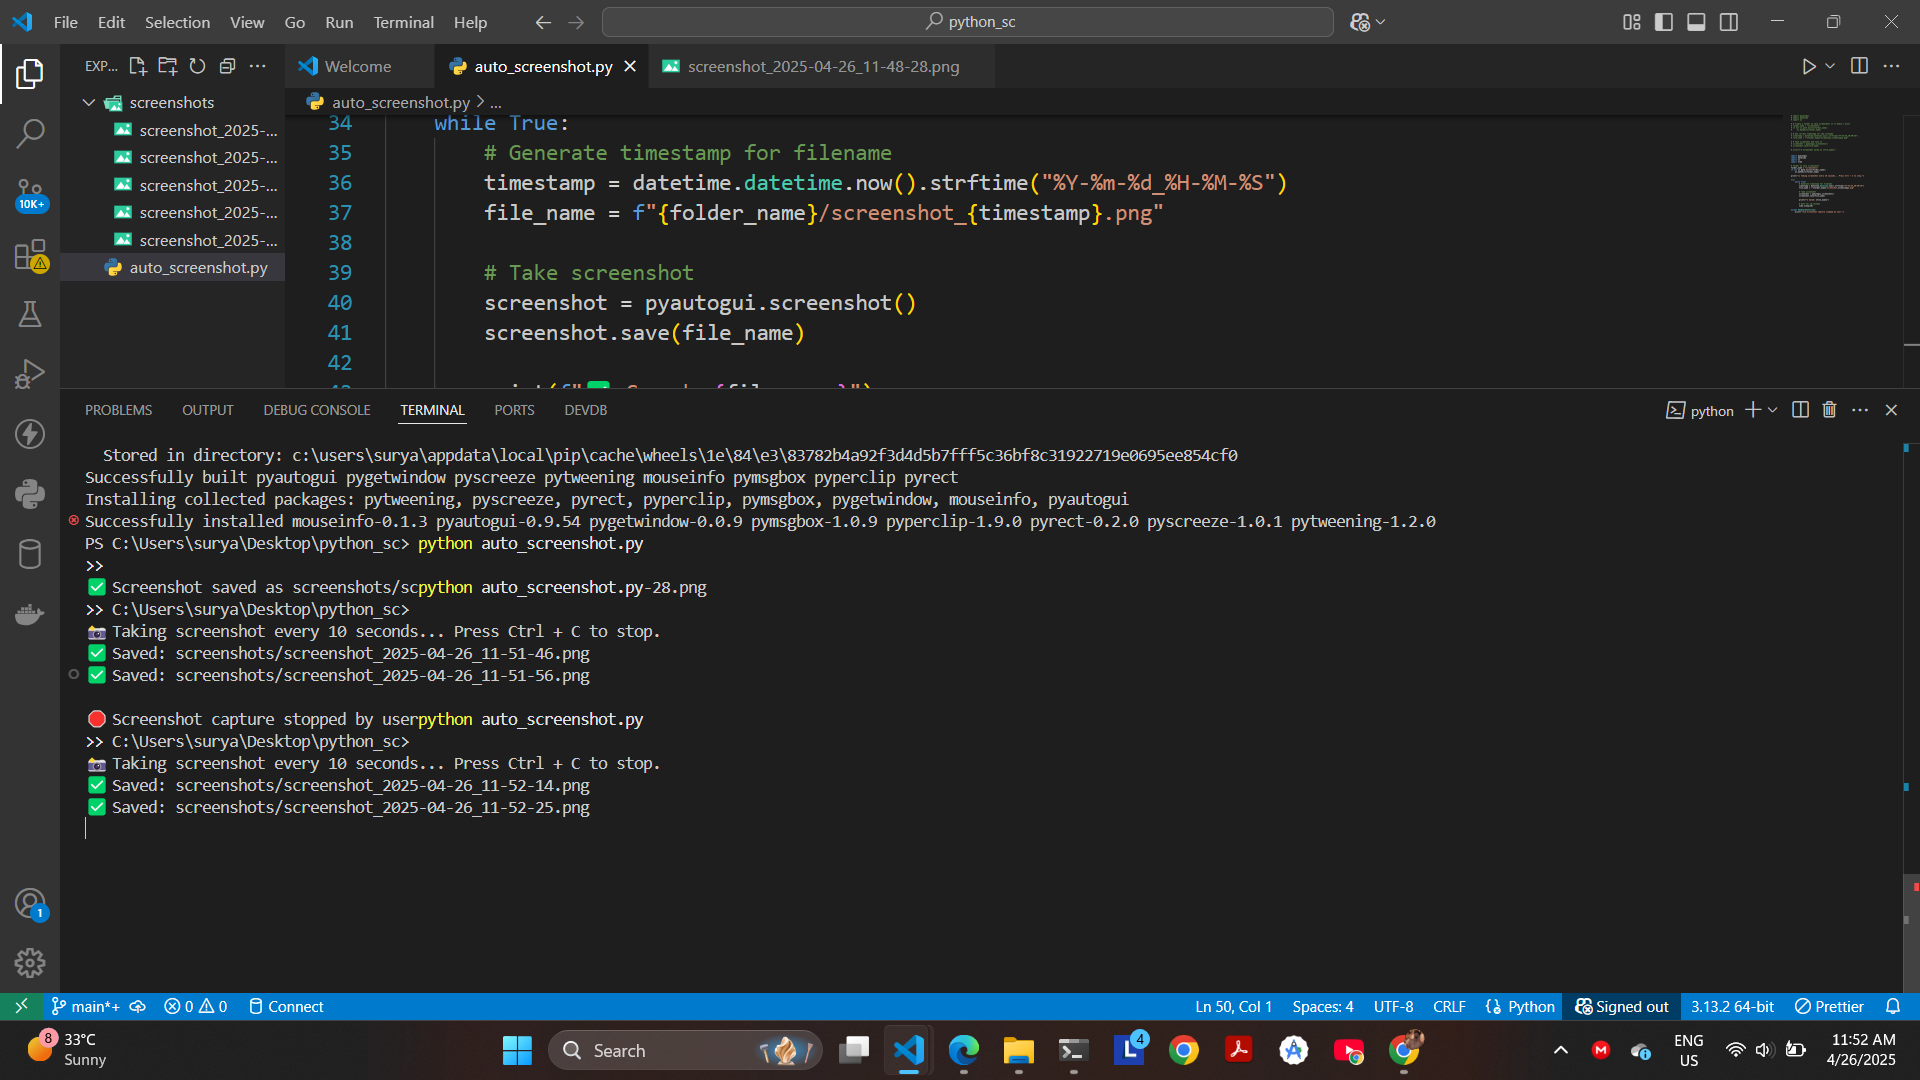 File Edit Selection View Go Run Terminal Help
python_sc
EXP...
Welcome
auto_screenshot.py
screenshot_2025-04-26_11-48-28.png
screenshots
screenshot_2025-...
screenshot_2025-...
screenshot_2025-...
screenshot_2025-...
screenshot_2025-...
auto_screenshot.py
10K+
auto_screenshot.py > ...
34 while True:
35 # Generate timestamp for filename
36 timestamp = datetime.datetime.now().strftime("%Y-%m-%d_%H-%M-%S")
37 file_name = f"{folder_name}/screenshot_{timestamp}.png"
38
39 # Take screenshot
40 screenshot = pyautogui.screenshot()
41 screenshot.save(file_name)
42
PROBLEMS OUTPUT DEBUG CONSOLE TERMINAL PORTS DEVDB
python
Stored in directory: c:\users\surya\appdata\local\pip\cache\wheels\1e\84\e3\83782b4a92f3d4d5b7fff5c36bf8c31922719e0695ee854cf0
Successfully built pyautogui pygetwindow pyscreeze pytweening mouseinfo pymsgbox pyperclip pyrect
Installing collected packages: pytweening, pyscreeze, pyrect, pyperclip, pymsgbox, pygetwindow, mouseinfo, pyautogui
Successfully installed mouseinfo-0.1.3 pyautogui-0.9.54 pygetwindow-0.0.9 pymsgbox-1.0.9 pyperclip-1.9.0 pyrect-0.2.0 pyscreeze-1.0.1 pytweening-1.2.0
PS C:\Users\surya\Desktop\python_sc> python auto_screenshot.py
>>
✅ Screenshot saved as screenshots/scpython auto_screenshot.py-28.png
>> C:\Users\surya\Desktop\python_sc>
📸 Taking screenshot every 10 seconds... Press Ctrl + C to stop.
✅ Saved: screenshots/screenshot_2025-04-26_11-51-46.png
✅ Saved: screenshots/screenshot_2025-04-26_11-51-56.png
🛑 Screenshot capture stopped by userpython auto_screenshot.py
>> C:\Users\surya\Desktop\python_sc>
📸 Taking screenshot every 10 seconds... Press Ctrl + C to stop.
✅ Saved: screenshots/screenshot_2025-04-26_11-52-14.png
✅ Saved: screenshots/screenshot_2025-04-26_11-52-25.png
1
main*+ 0 0 Connect
Ln 50, Col 1 Spaces: 4 UTF-8 CRLF {} Python Signed out 3.13.2 64-bit Prettier
8
33°C
Sunny
Search
L
4
M
ENG
US
11:52 AM
4/26/2025